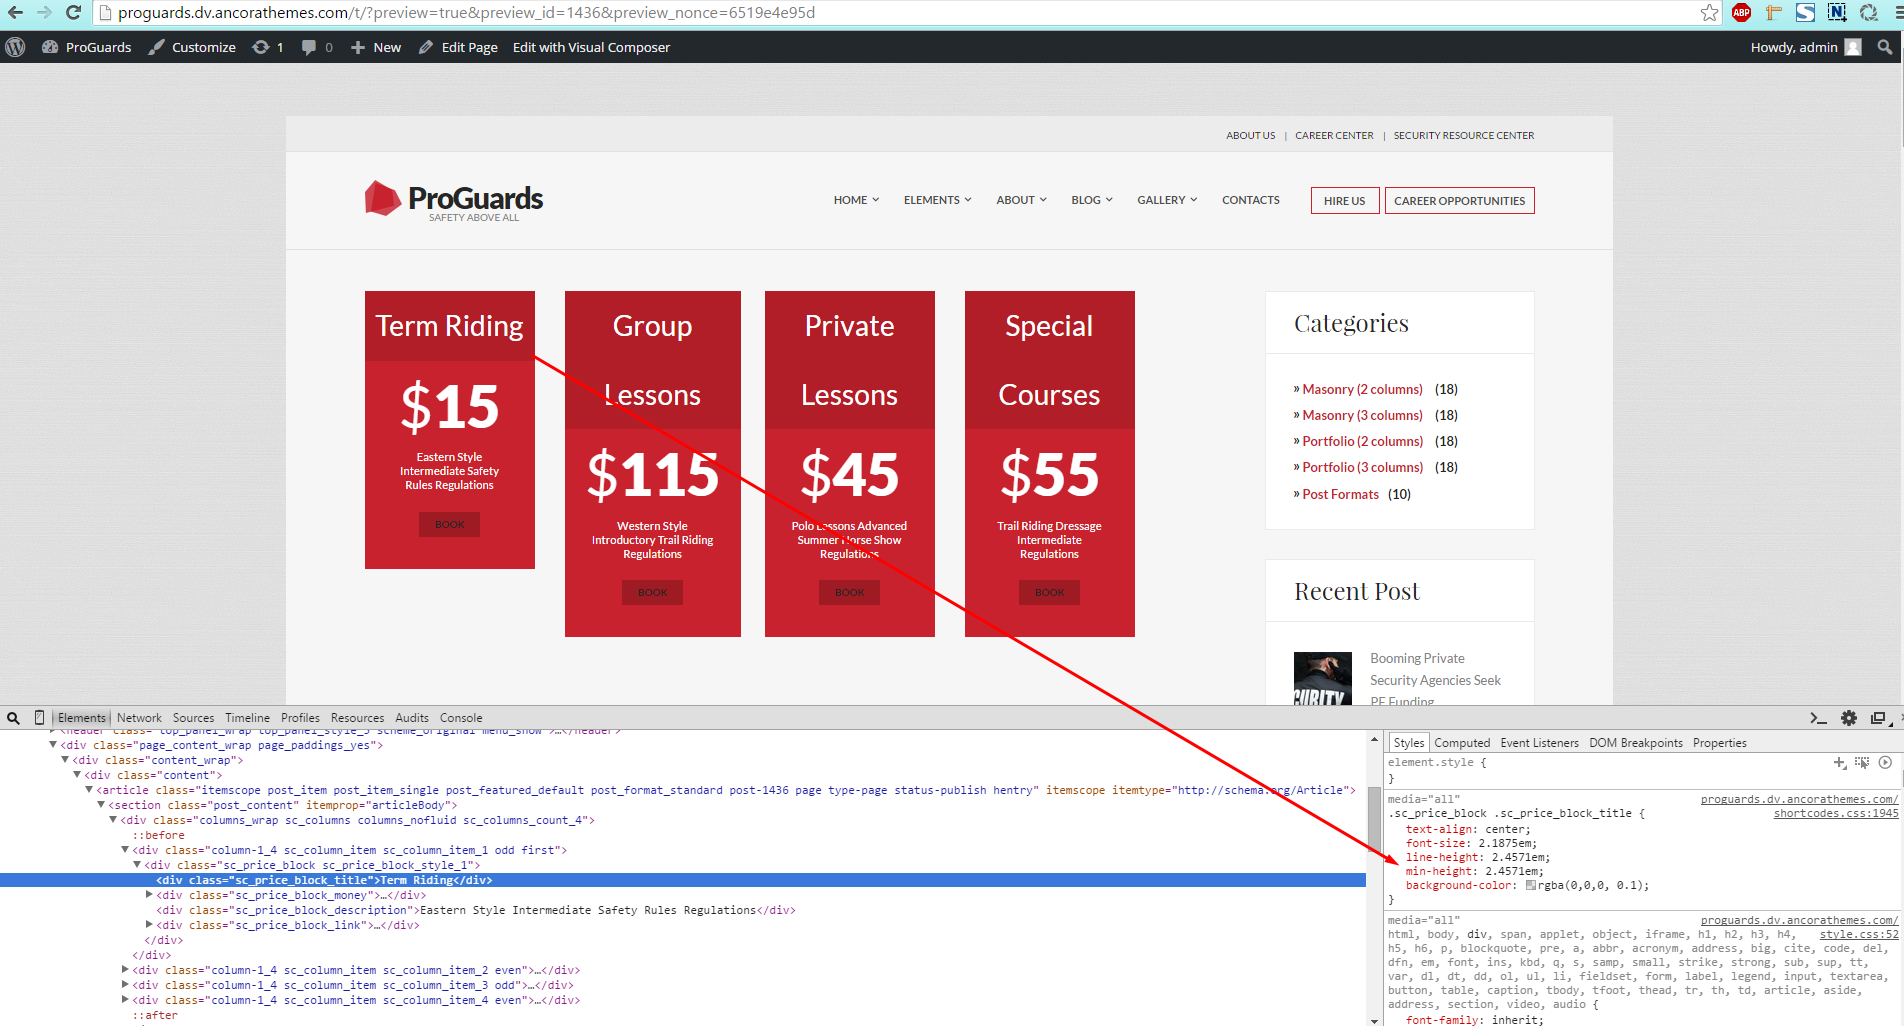 proguards.dv.ancorathemes.com/t/?preview=true&preview_id=1436&preview_nonce=6519e4e95d
ABP
S
N
ProGuards
Customize
1
0
New
Edit Page
Edit with Visual Composer
Howdy, admin
ABOUT US | CAREER CENTER | SECURITY RESOURCE CENTER
ProGuards
SAFETY ABOVE ALL
HOME
ELEMENTS
ABOUT
BLOG
GALLERY
CONTACTS
HIRE US
CAREER OPPORTUNITIES
Term Riding
$15
Eastern Style
Intermediate Safety
Rules Regulations
BOOK
Group
Lessons
$115
Western Style
Introductory Trail Riding
Regulations
BOOK
Private
Lessons
$45
Polo Lessons Advanced
Summer Horse Show
Regulations
BOOK
Special
Courses
$55
Trail Riding Dressage
Intermediate
Regulations
BOOK
Categories
» Masonry (2 columns) (18)
» Masonry (3 columns) (18)
» Portfolio (2 columns) (18)
» Portfolio (3 columns) (18)
» Post Formats (10)
Recent Post
Booming Private
Security Agencies Seek
PE Funding
Elements Network Sources Timeline Profiles Resources Audits Console
<header class="top_panel_wrap top_panel_style_5 scheme_original menu_show">…</header>
<div class="page_content_wrap page_paddings_yes">
<div class="content_wrap">
<div class="content">
<article class="itemscope post_item post_item_single post_featured_default post_format_standard post-1436 page type-page status-publish hentry" itemscope itemtype="http://schema.org/Article">
<section class="post_content" itemprop="articleBody">
<div class="columns_wrap sc_columns columns_nofluid sc_columns_count_4">
::before
<div class="column-1_4 sc_column_item sc_column_item_1 odd first">
<div class="sc_price_block sc_price_block_style_1">
<div class="sc_price_block_title">Term Riding</div>
<div class="sc_price_block_money">…</div>
<div class="sc_price_block_description">Eastern Style Intermediate Safety Rules Regulations</div>
<div class="sc_price_block_link">…</div>
</div>
</div>
<div class="column-1_4 sc_column_item sc_column_item_2 even">…</div>
<div class="column-1_4 sc_column_item sc_column_item_3 odd">…</div>
<div class="column-1_4 sc_column_item sc_column_item_4 even">…</div>
::after
Styles Computed Event Listeners DOM Breakpoints Properties
element.style {
}
media="all" proguards.dv.ancorathemes.com/
.sc_price_block .sc_price_block_title { shortcodes.css:1945
text-align: center;
font-size: 2.1875em;
line-height: 2.4571em;
min-height: 2.4571em;
background-color: rgba(0,0,0, 0.1);
}
media="all" proguards.dv.ancorathemes.com/
html, body, div, span, applet, object, iframe, h1, h2, h3, h4, style.css:52
h5, h6, p, blockquote, pre, a, abbr, acronym, address, big, cite, code, del,
dfn, em, font, ins, kbd, q, s, samp, small, strike, strong, sub, sup, tt,
var, dl, dt, dd, ol, ul, li, fieldset, form, label, legend, input, textarea,
button, table, caption, tbody, tfoot, thead, tr, th, td, article, aside,
address, section, video, audio {
font-family: inherit;